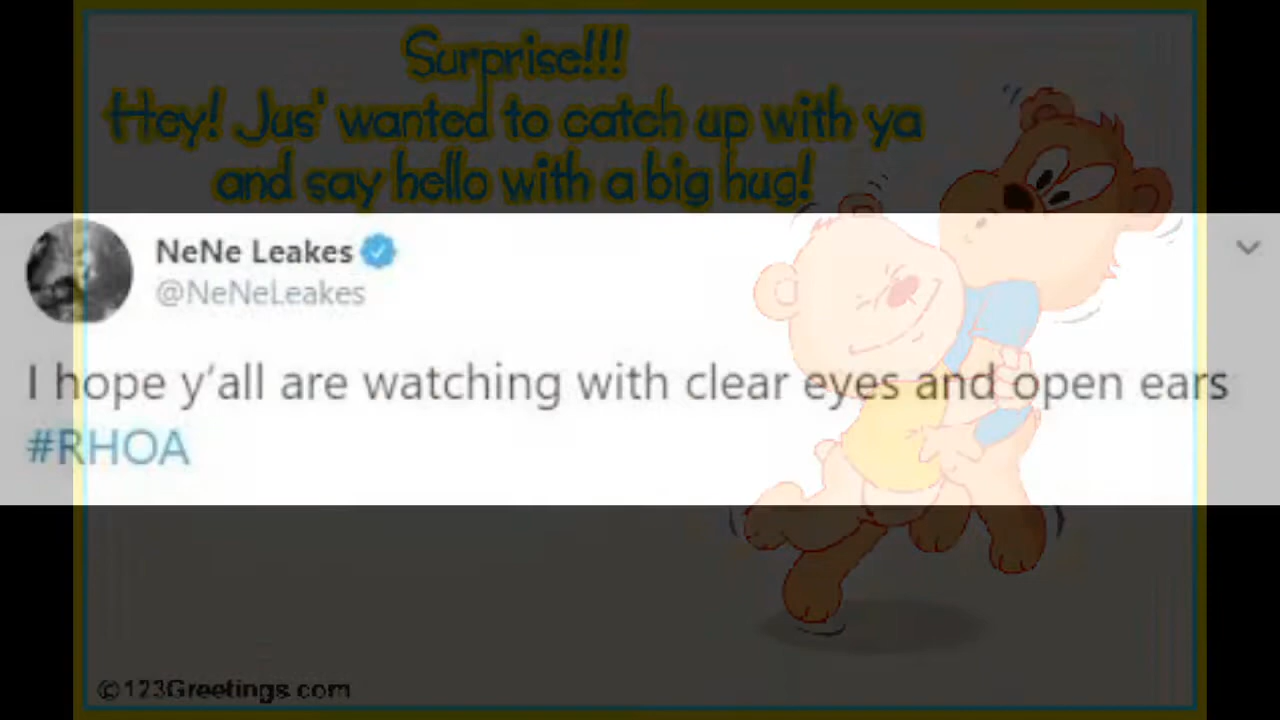 Surprise!!!
Hey! Jus' wanted to catch up with ya
and say hello with a big hug!
NeNe Leakes
@NeNeLeakes
I hope y’all are watching with clear eyes and open ears
#RHOA
©123Greetings.com